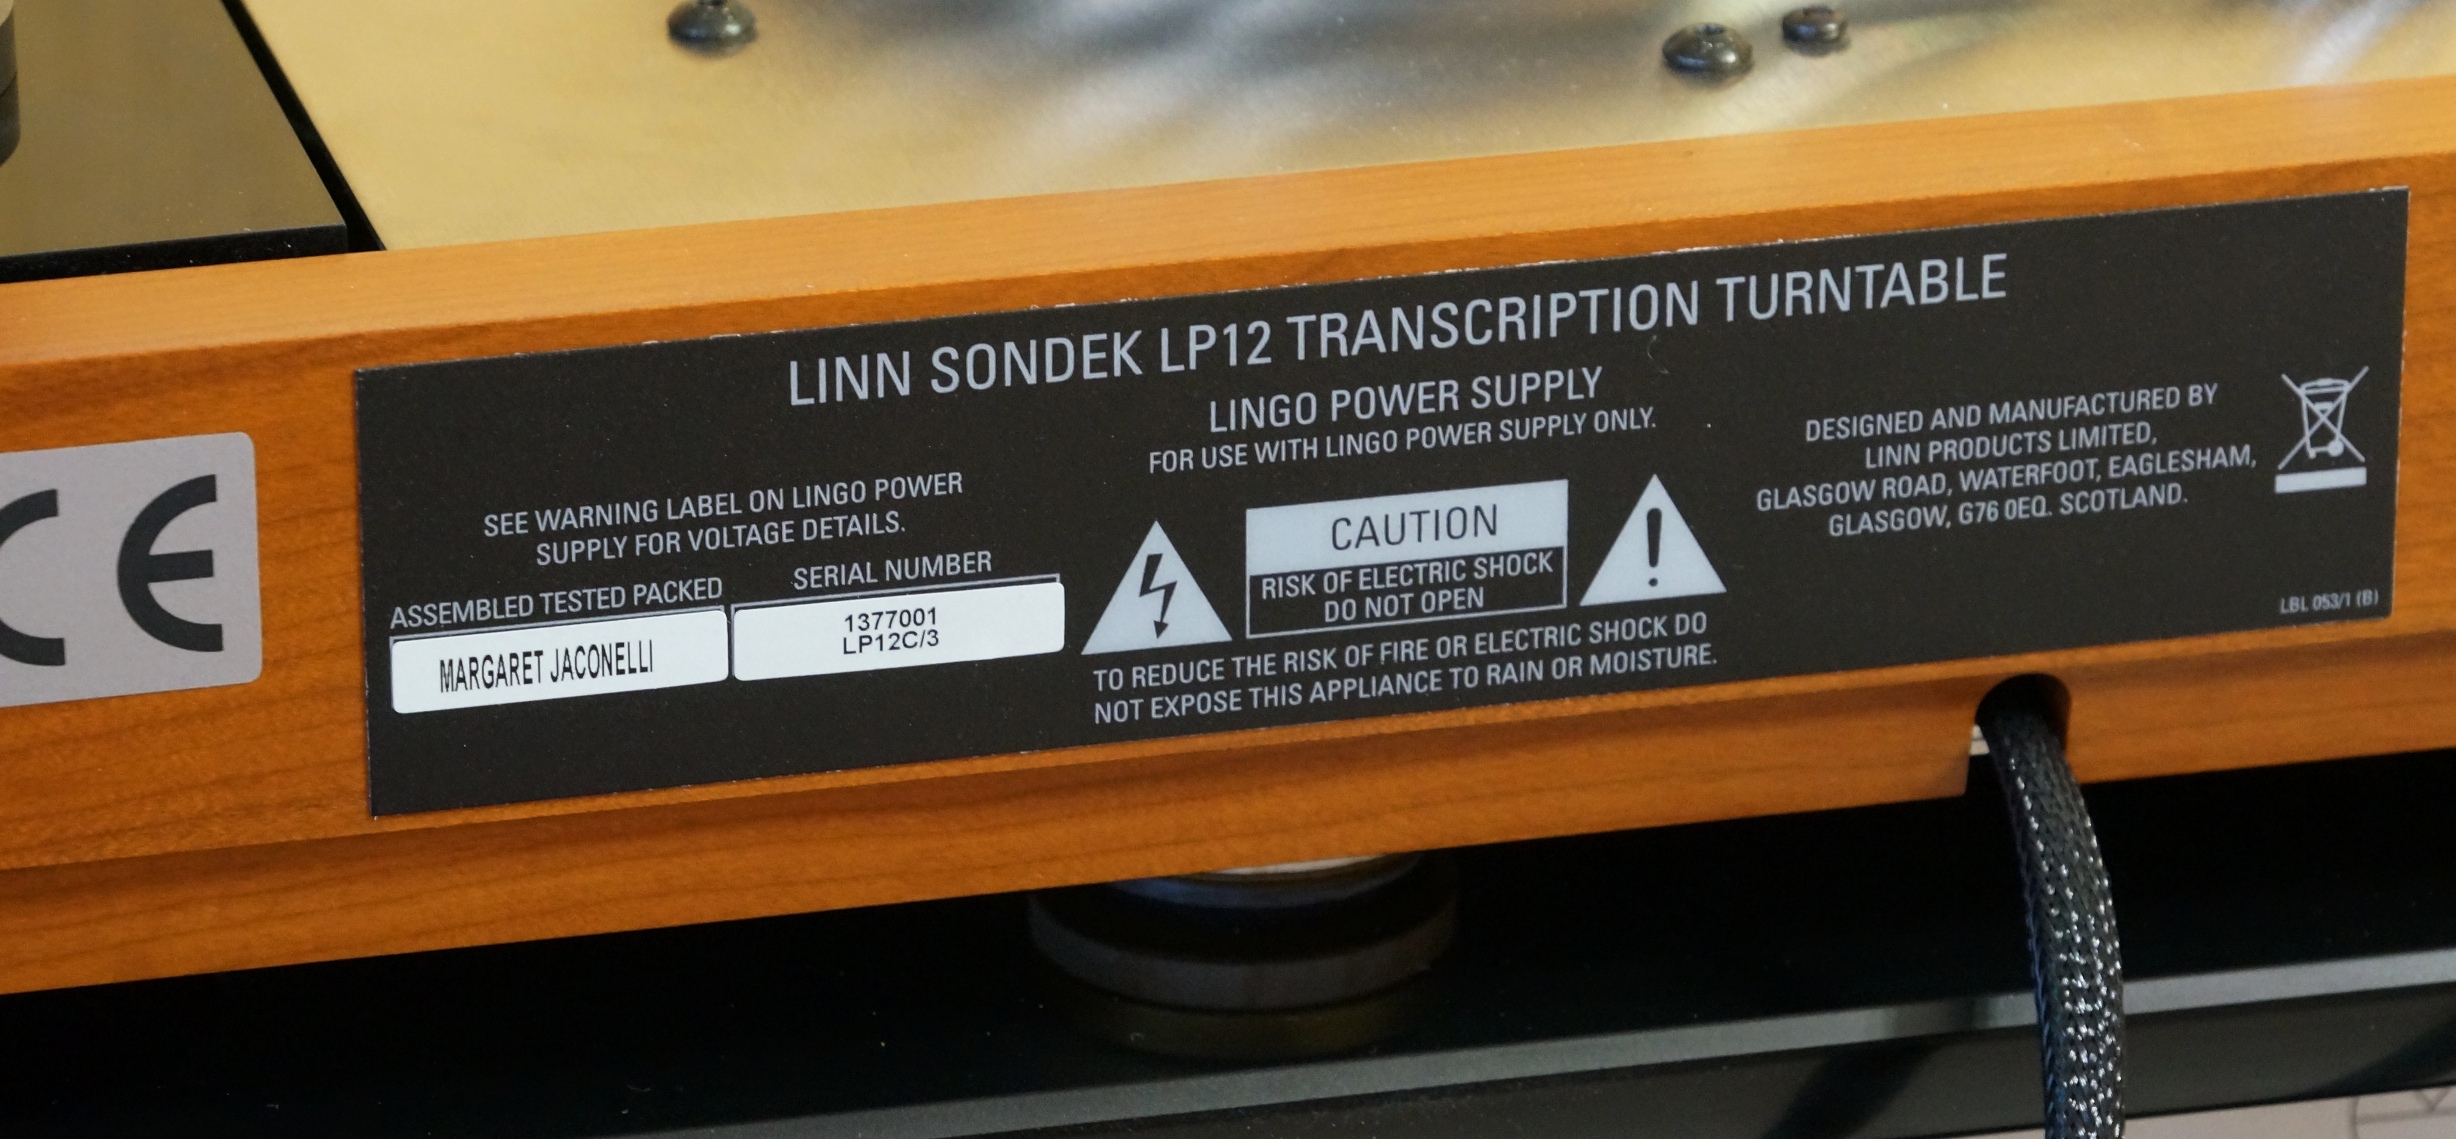 LINN SONDEK LP12 TRANSCRIPTION TURNTABLE
LINGO POWER SUPPLY
FOR USE WITH LINGO POWER SUPPLY ONLY.
CE
SEE WARNING LABEL ON LINGO POWER
SUPPLY FOR VOLTAGE DETAILS.
ASSEMBLED TESTED PACKED
MARGARET JACONELLI
SERIAL NUMBER
1377001
LP12C/3
CAUTION
RISK OF ELECTRIC SHOCK
DO NOT OPEN
TO REDUCE THE RISK OF FIRE OR ELECTRIC SHOCK DO
NOT EXPOSE THIS APPLIANCE TO RAIN OR MOISTURE.
DESIGNED AND MANUFACTURED BY
LINN PRODUCTS LIMITED,
GLASGOW ROAD, WATERFOOT, EAGLESHAM,
GLASGOW, G76 0EQ. SCOTLAND.
LBL 053/1 (B)